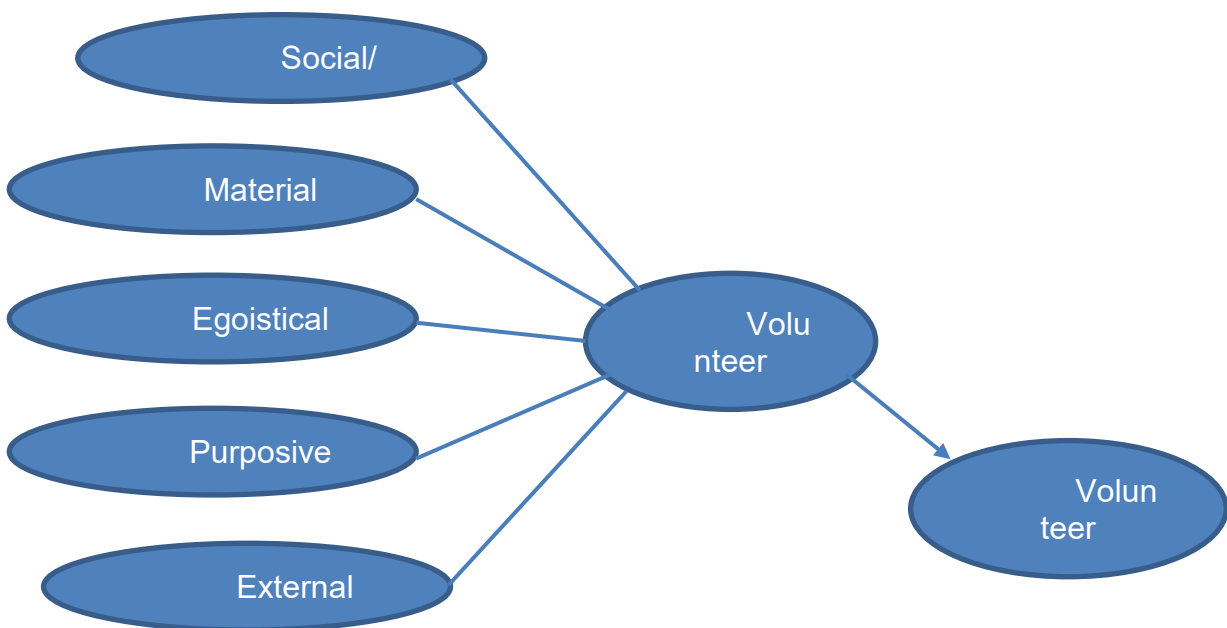 Social/
Material
Egoistical
Purposive
External
Volu
nteer
Volun
teer